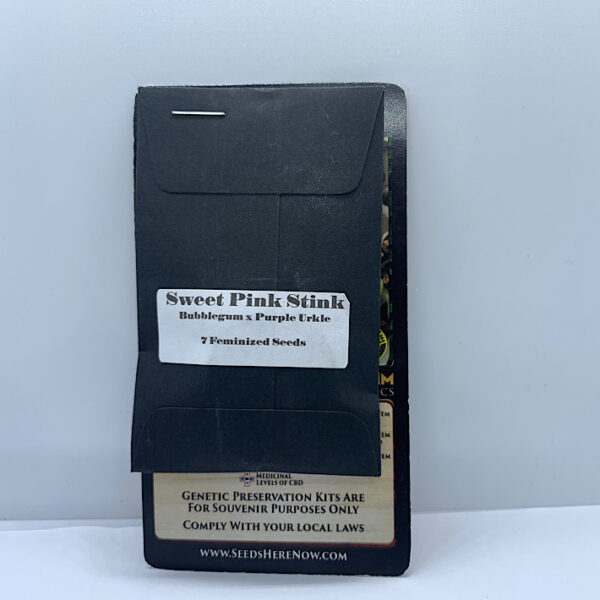 Sweet Pink Stink
Bubblegum x Purple Urkle
7 Feminized Seeds
MEDICINAL
LEVELS OF CBD
GENETIC PRESERVATION KITS ARE
FOR SOUVENIR PURPOSES ONLY
COMPLY WITH YOUR LOCAL LAWS
WWW.SEEDSHERENOW.COM